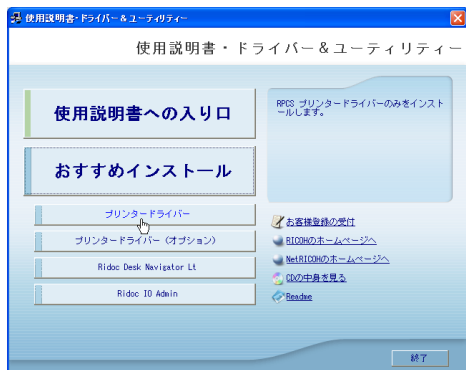 使用説明書・ドライバー＆ユーティリティー
使用説明書・ドライバー＆ユーティリティー
使用説明書への入り口
おすすめインストール
プリンタードライバー
プリンタードライバー（オプション）
Ridoc Desk Navigator Lt
Ridoc IO Admin
RPCS プリンタードライバーのみをインスト
ールします。
お客様登録の受付
RICOHのホームページへ
NetRICOHのホームページへ
CDの中身を見る
Readme
終了